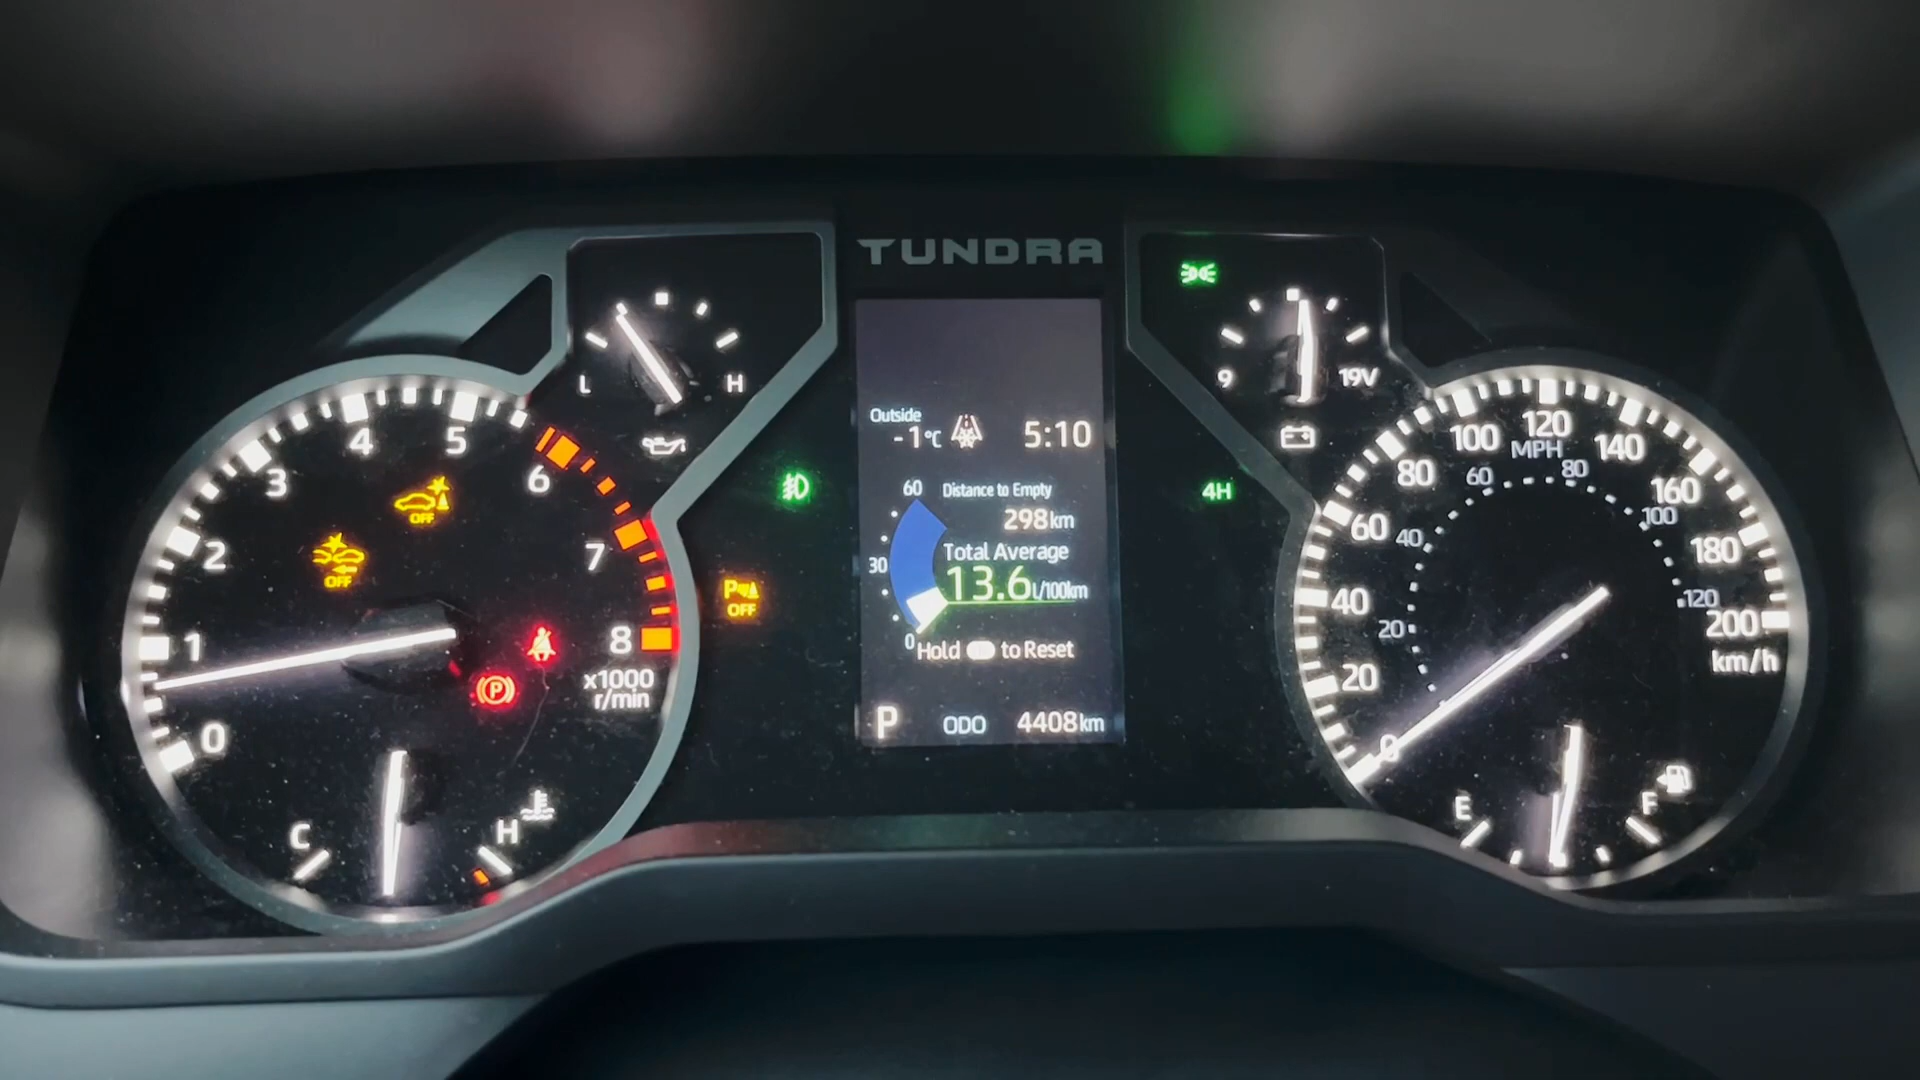 TUNDRA
L H
9 19V
Outside
-1°C 5:10
60 Distance to Empty
298km
Total Average
30 13.6L/100km
0 Hold to Reset
P ODO 4408km
0 1 2 3 4 5 6 7 8
x1000
r/min
OFF
OFF
P
OFF
P
C H
4H
0 20 40 60 80 100 120 140 160 180 200
km/h
MPH
20 40 60 80 100 120
E F